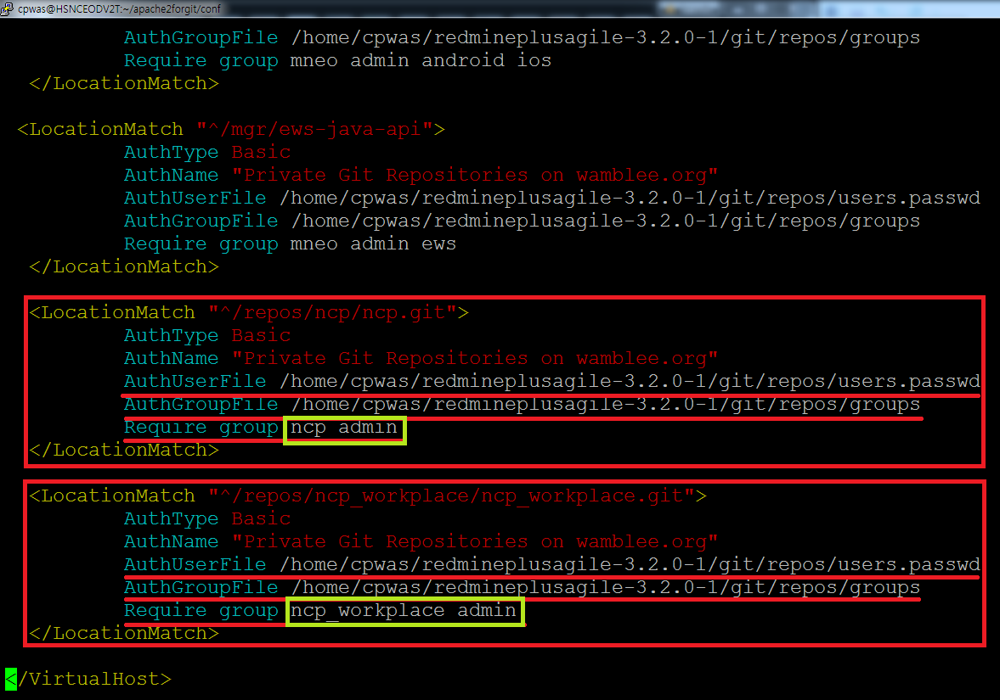 cpwas@HSNCEODV2T:~/apache2forgit/conf
AuthGroupFile /home/cpwas/redmineplusagile-3.2.0-1/git/repos/groups
Require group mneo admin android ios
</LocationMatch>
<LocationMatch "^/mgr/ews-java-api">
AuthType Basic
AuthName "Private Git Repositories on wamblee.org"
AuthUserFile /home/cpwas/redmineplusagile-3.2.0-1/git/repos/users.passwd
AuthGroupFile /home/cpwas/redmineplusagile-3.2.0-1/git/repos/groups
Require group mneo admin ews
</LocationMatch>
<LocationMatch "^/repos/ncp/ncp.git">
AuthType Basic
AuthName "Private Git Repositories on wamblee.org"
AuthUserFile /home/cpwas/redmineplusagile-3.2.0-1/git/repos/users.passwd
AuthGroupFile /home/cpwas/redmineplusagile-3.2.0-1/git/repos/groups
Require group ncp admin
</LocationMatch>
<LocationMatch "^/repos/ncp_workplace/ncp_workplace.git">
AuthType Basic
AuthName "Private Git Repositories on wamblee.org"
AuthUserFile /home/cpwas/redmineplusagile-3.2.0-1/git/repos/users.passwd
AuthGroupFile /home/cpwas/redmineplusagile-3.2.0-1/git/repos/groups
Require group ncp_workplace admin
</LocationMatch>
</VirtualHost>